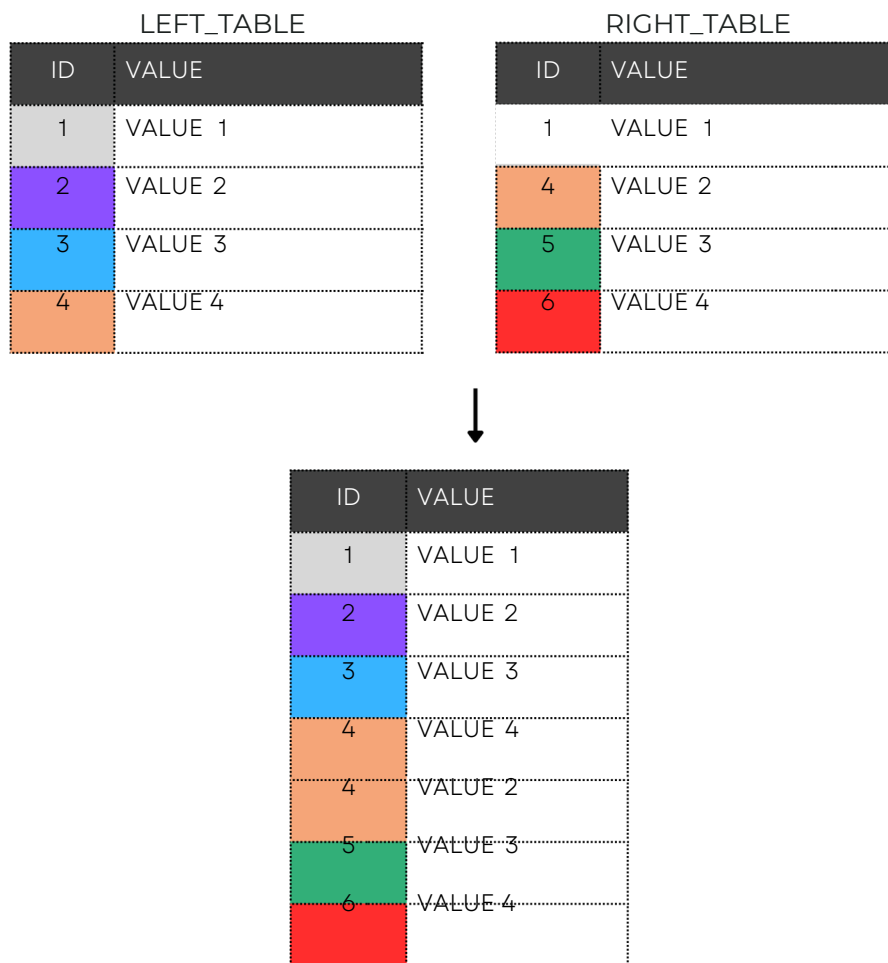 LEFT_TABLE
ID VALUE
1 VALUE 1
2 VALUE 2
3 VALUE 3
4 VALUE 4
RIGHT_TABLE
ID VALUE
1 VALUE 1
4 VALUE 2
5 VALUE 3
6 VALUE 4
ID VALUE
1 VALUE 1
2 VALUE 2
3 VALUE 3
4 VALUE 4
4 VALUE 2
5 VALUE 3
6 VALUE 4